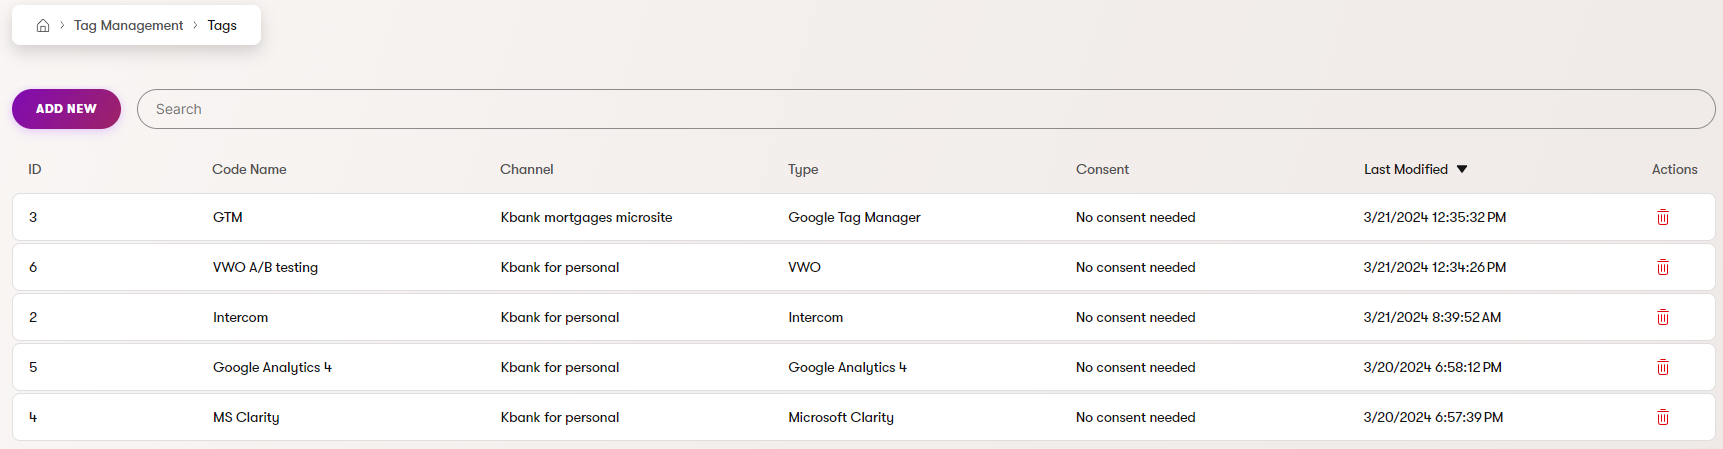 Tag Management > Tags
ADD NEW Search
ID Code Name Channel Type Consent Last Modified Actions
3 GTM Kbank mortgages microsite Google Tag Manager No consent needed 3/21/2024 12:35:32 PM
6 VWO A/B testing Kbank for personal VWO No consent needed 3/21/2024 12:34:26 PM
2 Intercom Kbank for personal Intercom No consent needed 3/21/2024 8:39:52 AM
5 Google Analytics 4 Kbank for personal Google Analytics 4 No consent needed 3/20/2024 6:58:12 PM
4 MS Clarity Kbank for personal Microsoft Clarity No consent needed 3/20/2024 6:57:39 PM